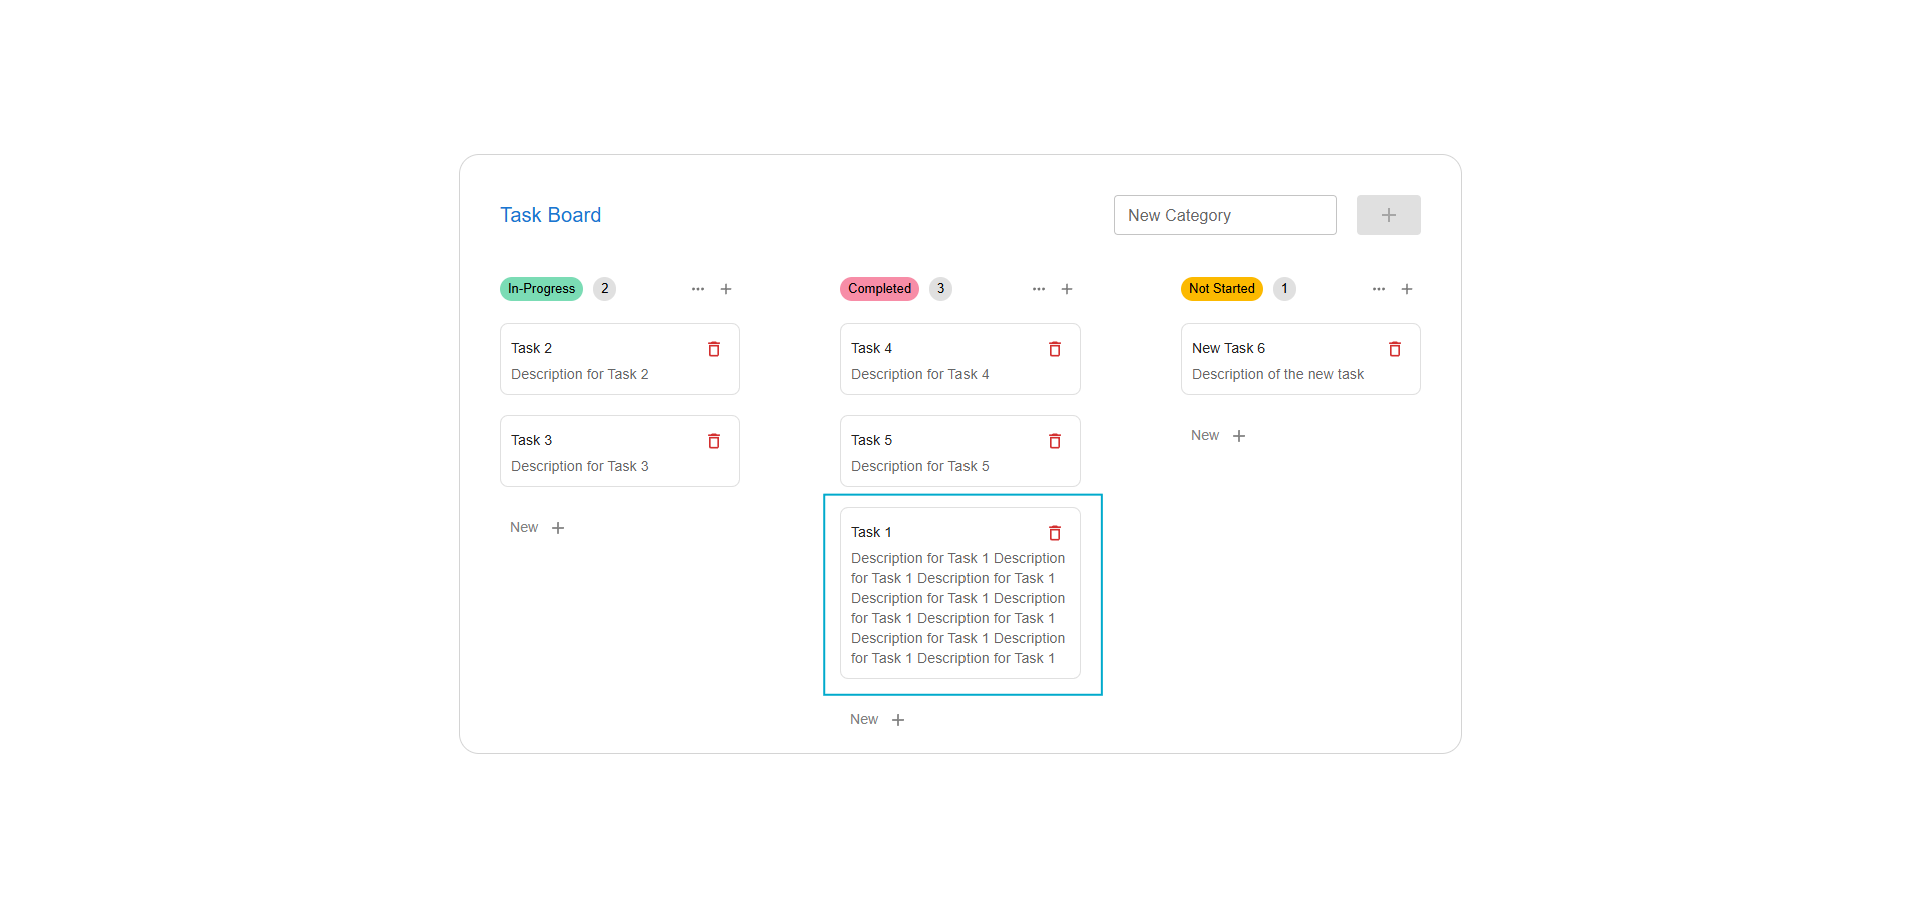 Task Board
New Category
In-Progress 2
Task 2
Description for Task 2
Task 3
Description for Task 3
New
Completed 3
Task 4
Description for Task 4
Task 5
Description for Task 5
Task 1
Description for Task 1 Description
for Task 1 Description for Task 1
Description for Task 1 Description
for Task 1 Description for Task 1
Description for Task 1 Description
for Task 1 Description for Task 1
New
Not Started 1
New Task 6
Description of the new task
New